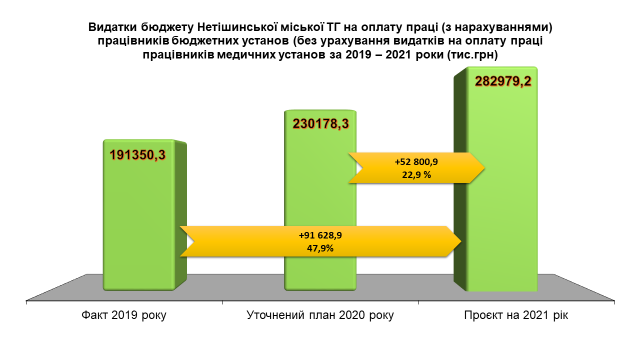 Видатки бюджету Нетішинської міської ТГ на оплату праці (з нарахуваннями)
працівників бюджетних установ (без урахування видатків на оплату праці
працівників медичних установ за 2019 – 2021 роки (тис.грн)
282979,2
230178,3
191350,3
+52 800,9
22,9 %
+91 628,9
47,9%
Факт 2019 року
Уточнений план 2020 року
Проєкт на 2021 рік